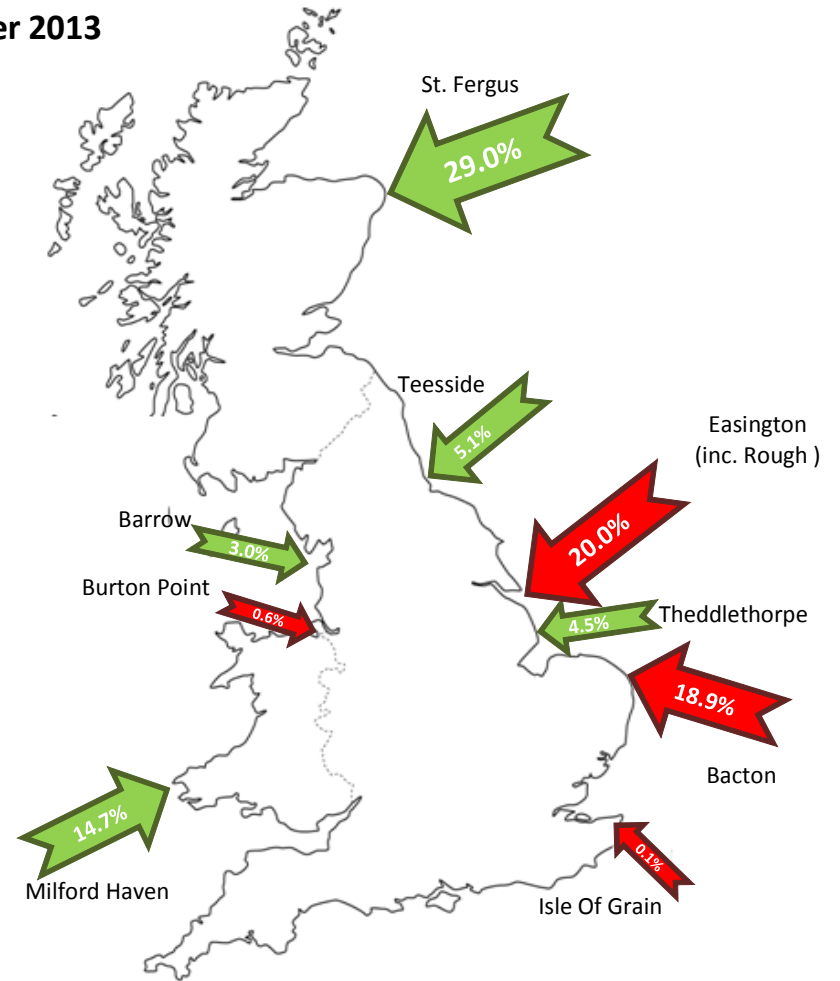 er 2013
St. Fergus
29.0%
Teesside
5.1%
Easington
(inc. Rough )
20.0%
Barrow
3.0%
Burton Point
0.6%
Theddlethorpe
4.5%
18.9%
Bacton
14.7%
Milford Haven
0.1%
Isle Of Grain